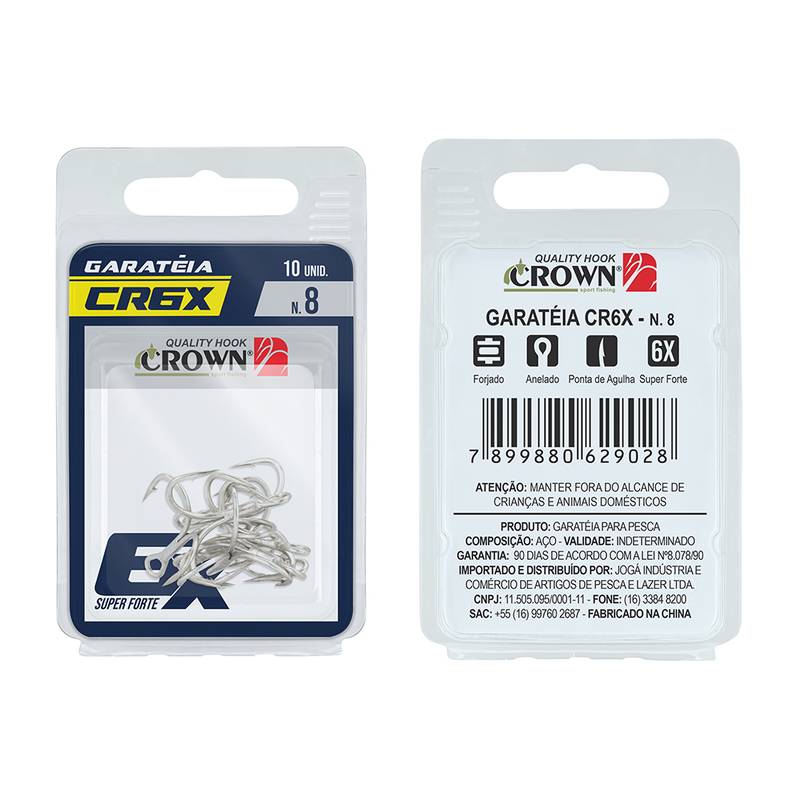 GARATÉIA
CR6X
10 UNID.
N. 8
QUALITY HOOK
CROWN®
sport fishing
6X
SUPER FORTE
QUALITY HOOK
CROWN®
sport fishing
GARATÉIA CR6X - N. 8
6X
Forjado Anelado Ponta de Agulha Super Forte
7 899880 629028
ATENÇÃO: MANTER FORA DO ALCANCE DE
CRIANÇAS E ANIMAIS DOMÉSTICOS
PRODUTO: GARATÉIA PARA PESCA
COMPOSIÇÃO: AÇO - VALIDADE: INDETERMINADO
GARANTIA: 90 DIAS DE ACORDO COM A LEI Nº8.078/90
IMPORTADO E DISTRIBUÍDO POR: JOGÁ INDÚSTRIA E
COMÉRCIO DE ARTIGOS DE PESCA E LAZER LTDA.
CNPJ: 11.505.095/0001-11 - FONE: (16) 3384 8200
SAC: +55 (16) 99760 2687 - FABRICADO NA CHINA